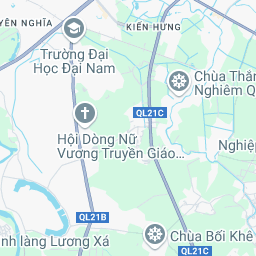 YÊN NGHĨA
KIẾN HƯNG
Trường Đại
Học Đại Nam
Chùa Thắn
Nghiêm Q
QL21C
Hội Dòng Nữ
Vương Truyền Giáo...
Nghiệp
QL21B
nh làng Lương Xá
Chùa Bối Khê
QL21C